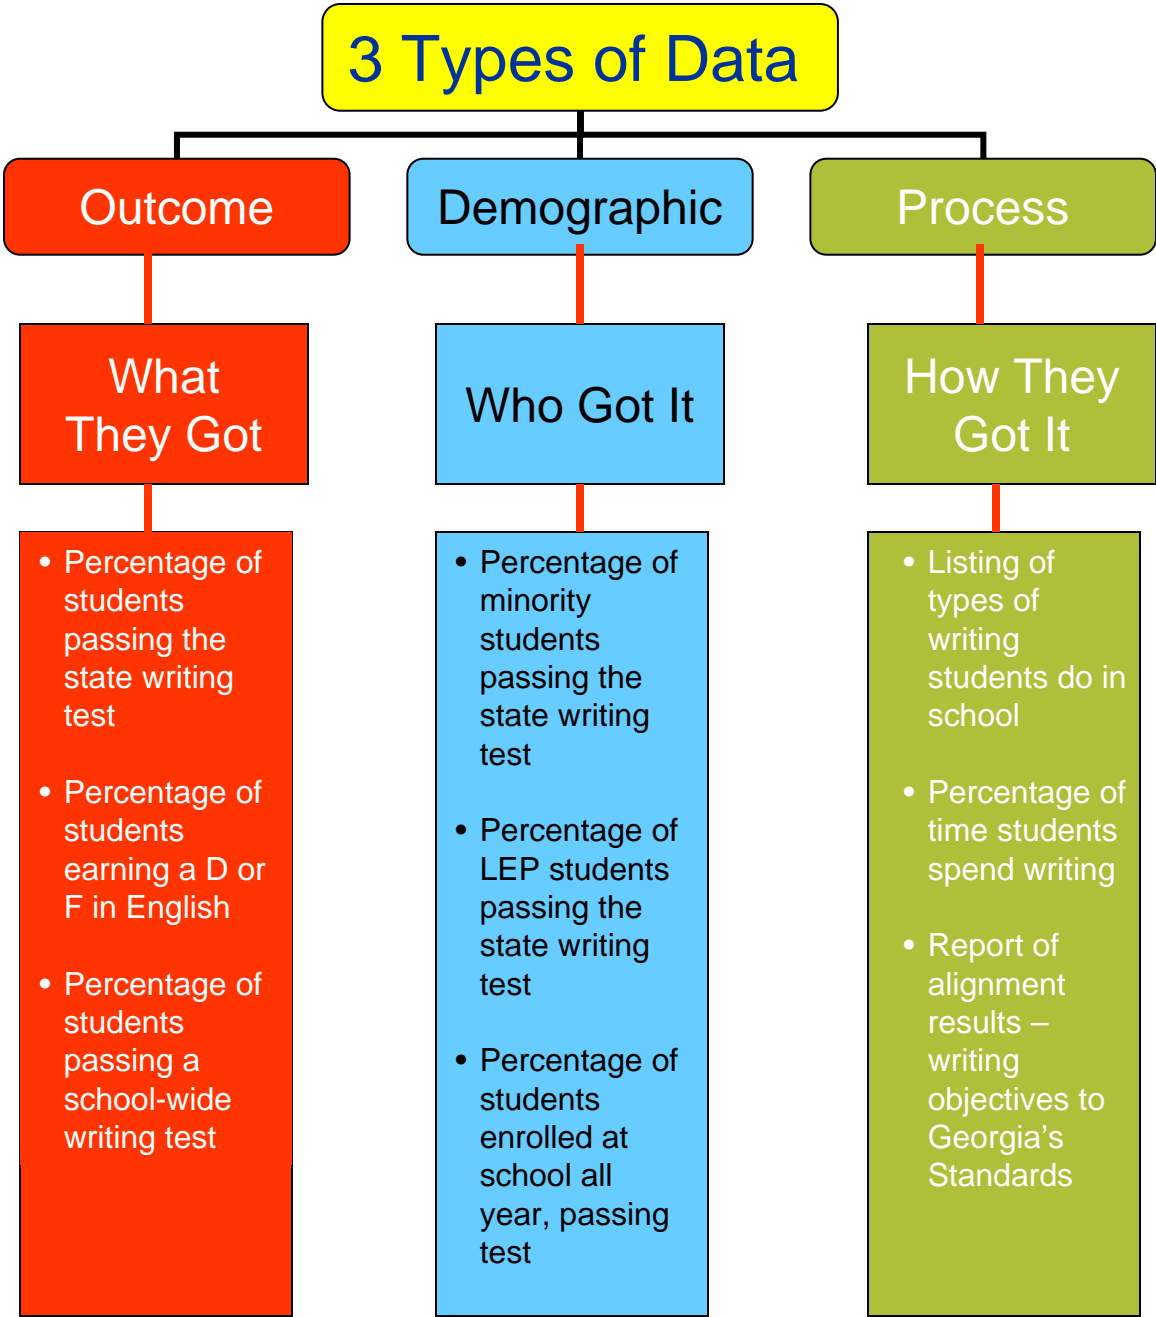 3 Types of Data
Outcome
Demographic
Process
What
They Got
Who Got It
How They
Got It
• Percentage of
students
passing the
state writing
test
• Percentage of
students
earning a D or
F in English
• Percentage of
students
passing a
school-wide
writing test
• Percentage of
minority
students
passing the
state writing
test
• Percentage of
LEP students
passing the
state writing
test
• Percentage of
students
enrolled at
school all
year, passing
test
• Listing of
types of
writing
students do in
school
• Percentage of
time students
spend writing
• Report of
alignment
results –
writing
objectives to
Georgia’s
Standards